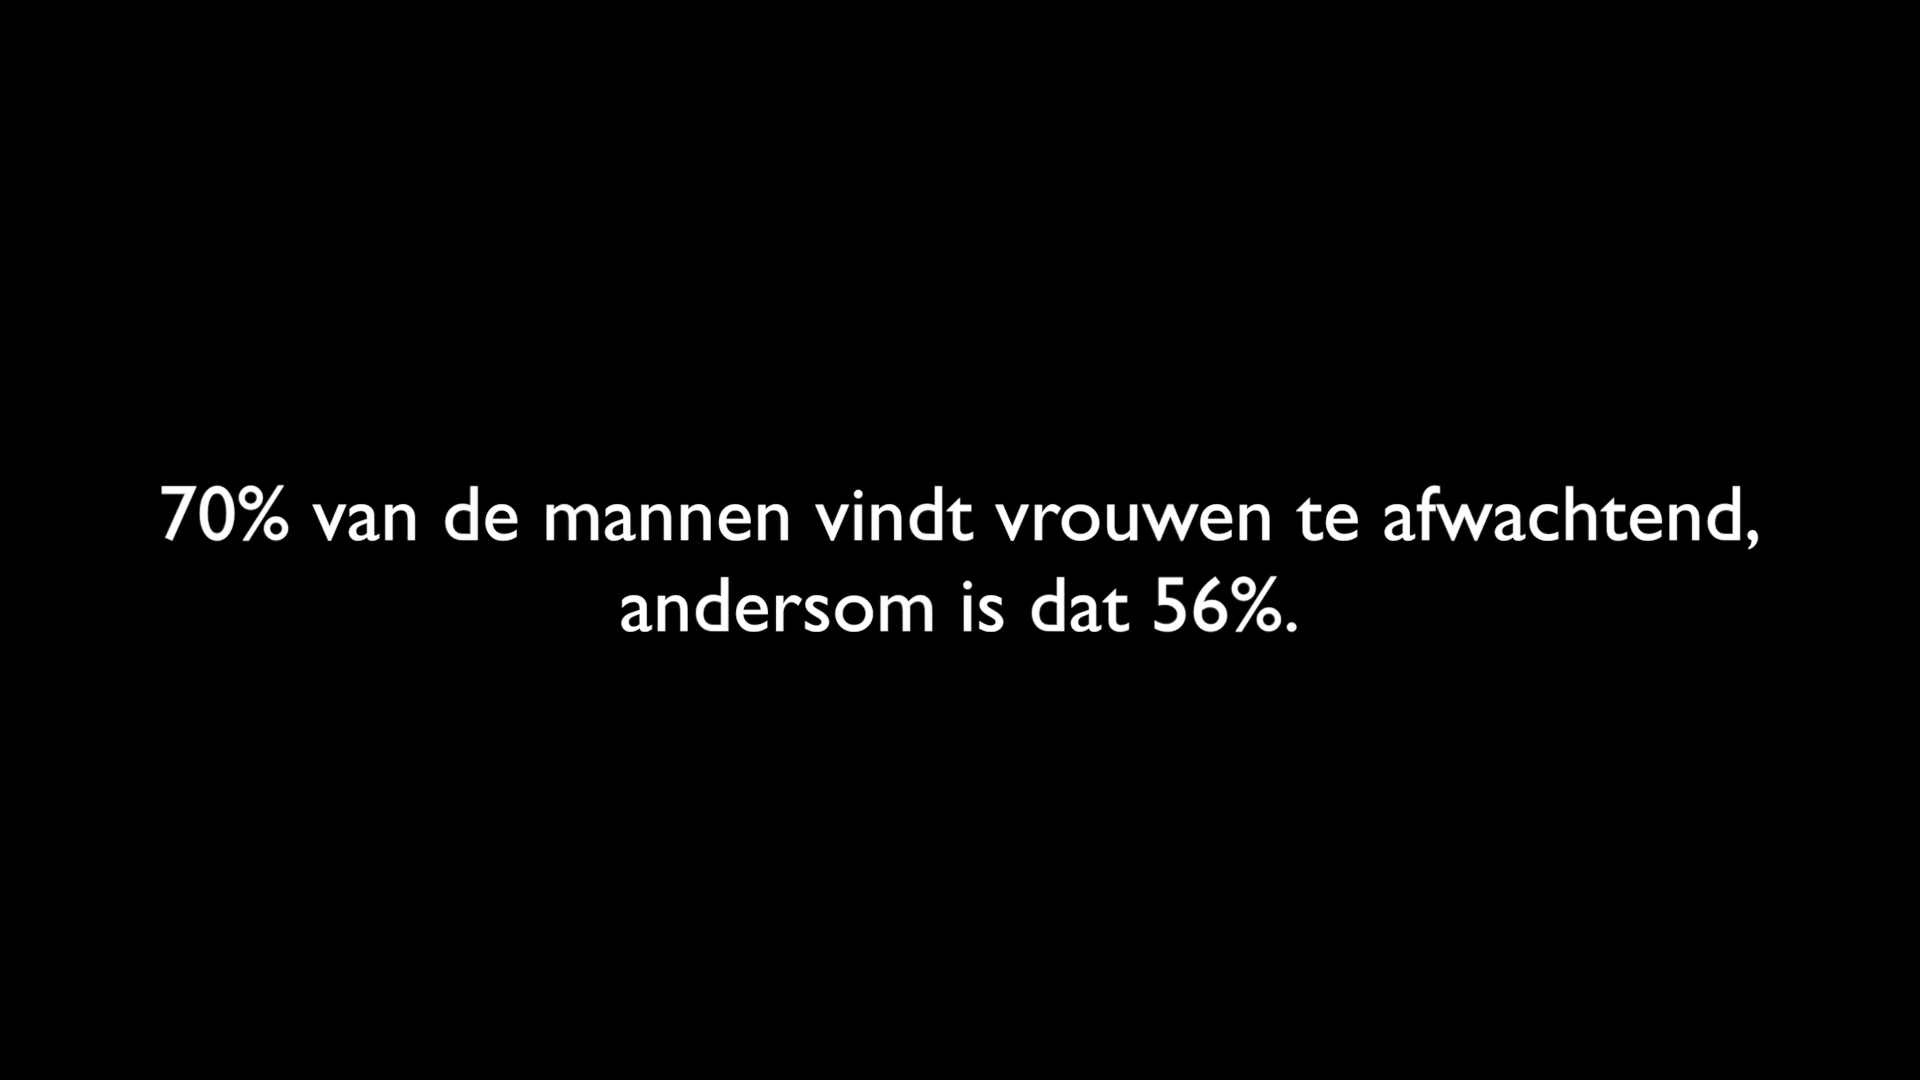 70% van de mannen vindt vrouwen te afwachtend,
andersom is dat 56%.